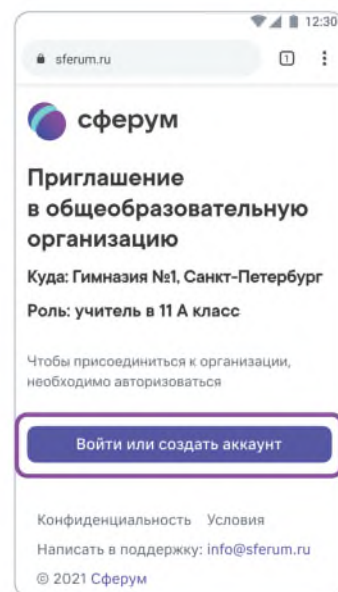 12:30
sferum.ru
1
сферум
Приглашение
в общеобразовательную
организацию
Куда: Гимназия №1, Санкт-Петербург
Роль: учитель в 11 А класс
Чтобы присоединиться к организации,
необходимо авторизоваться
Войти или создать аккаунт
Конфиденциальность Условия
Написать в поддержку: info@sferum.ru
© 2021 Сферум